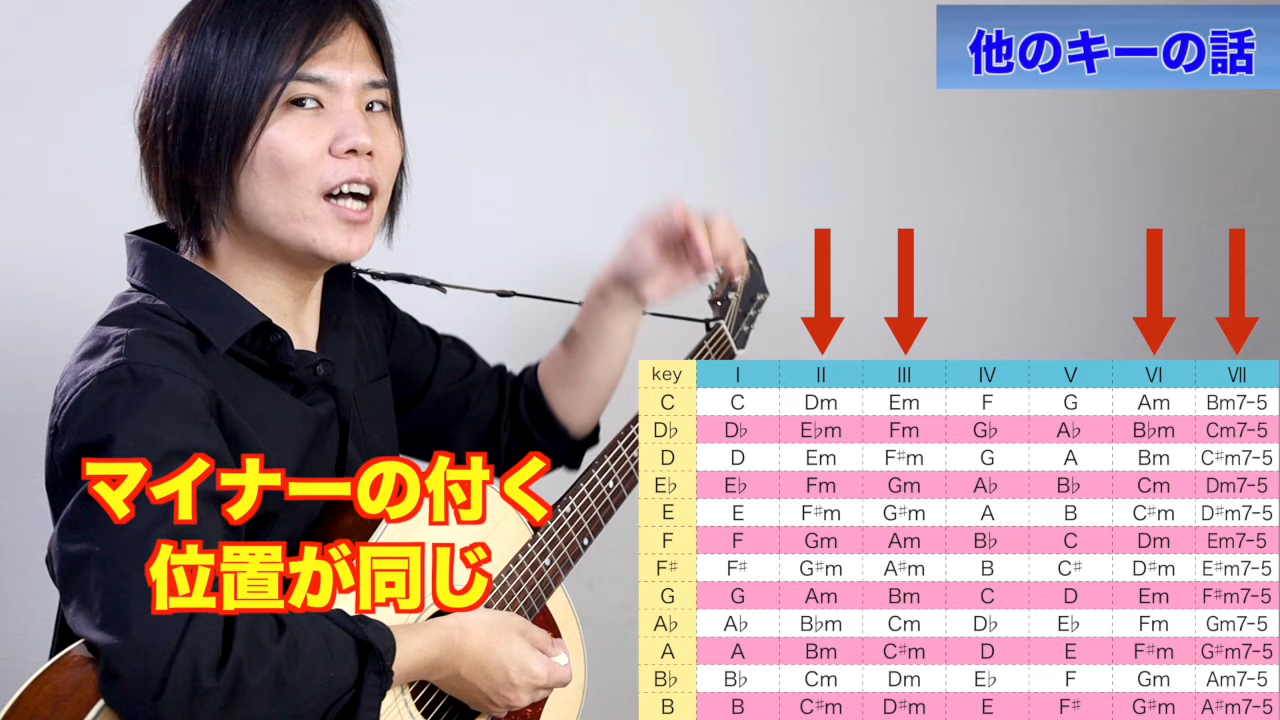 他のキーの話
マイナーの付く
位置が同じ
key Ⅰ Ⅱ Ⅲ Ⅳ Ⅴ Ⅵ Ⅶ
C C Dm Em F G Am Bm7-5
D♭ D♭ E♭m Fm G♭ A♭ B♭m Cm7-5
D D Em F♯m G A Bm C♯m7-5
E♭ E♭ Fm Gm A♭ B♭ Cm Dm7-5
E E F♯m G♯m A B C♯m D♯m7-5
F F Gm Am B♭ C Dm Em7-5
F♯ F♯ G♯m A♯m B C♯ D♯m E♯m7-5
G G Am Bm C D Em F♯m7-5
A♭ A♭ B♭m Cm D♭ E♭ Fm Gm7-5
A A Bm C♯m D E F♯m G♯m7-5
B♭ B♭ Cm Dm E♭ F Gm Am7-5
B B C♯m D♯m E F♯ G♯m A♯m7-5